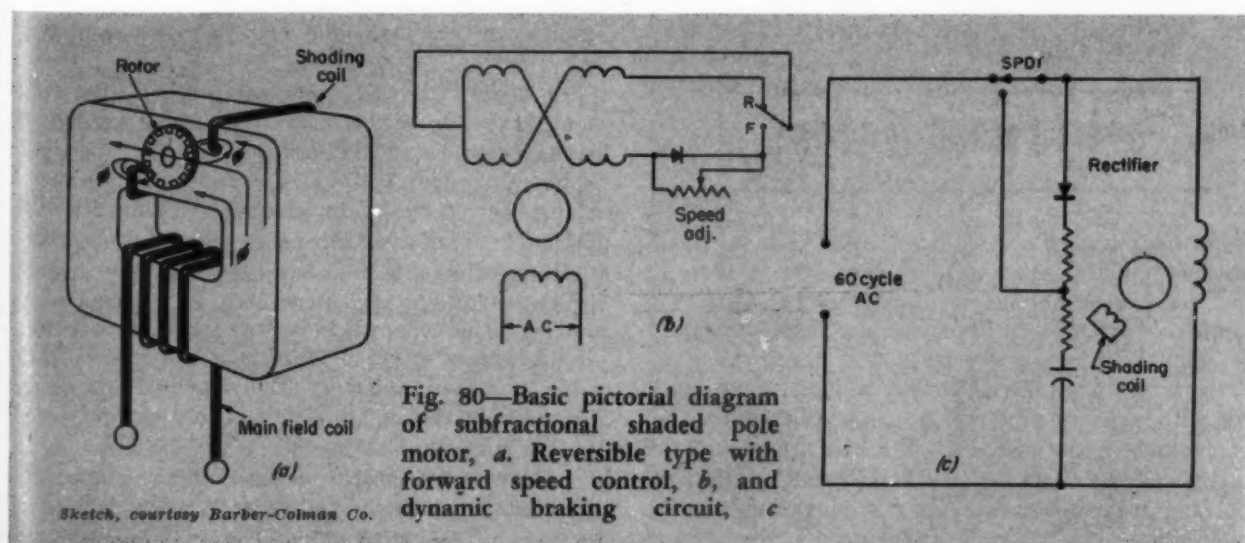 Rotor
Shading
coil
ϕ
ϕ
ϕ
Main field coil
(a)
Sketch, courtesy Barber-Colman Co.
R
F
Speed
adj.
A C
(b)
Fig. 80—Basic pictorial diagram
of subfractional shaded pole
motor, a. Reversible type with
forward speed control, b, and
dynamic braking circuit, c
SPDT
Rectifier
60 cycle
AC
Shading
coil
(c)